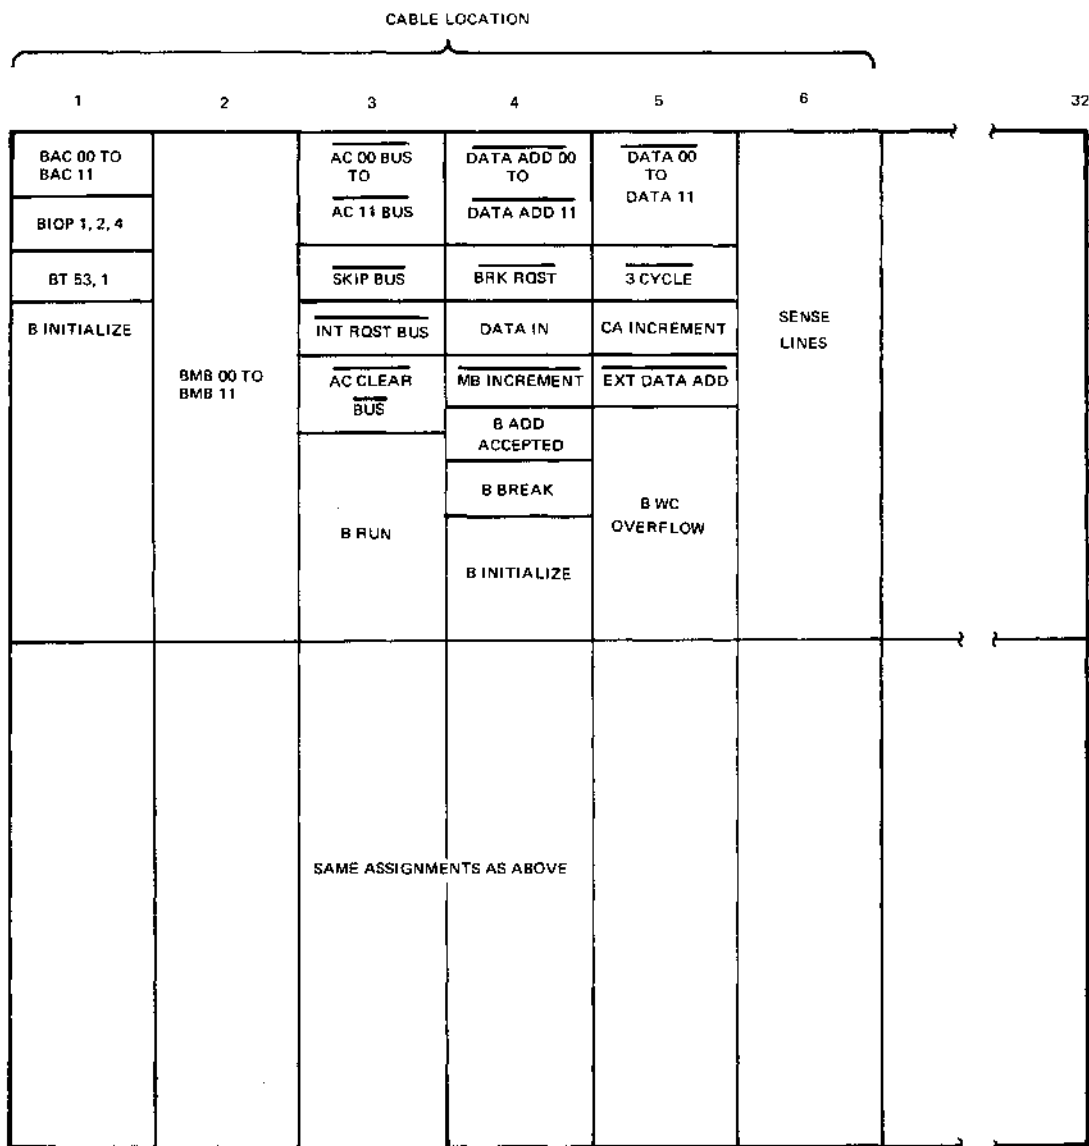 CABLE LOCATION
1 2 3 4 5 6 32
BAC 00 TO
BAC 11
BIOP 1, 2, 4
BT 53, 1
B INITIALIZE
BMB 00 TO
BMB 11
AC 00 BUS
TO
AC 11 BUS
SKIP BUS
INT RQST BUS
AC CLEAR
BUS
B RUN
DATA ADD 00
TO
DATA ADD 11
BRK RQST
DATA IN
MB INCREMENT
B ADD
ACCEPTED
B BREAK
B INITIALIZE
DATA 00
TO
DATA 11
3 CYCLE
CA INCREMENT
EXT DATA ADD
B WC
OVERFLOW
SENSE
LINES
SAME ASSIGNMENTS AS ABOVE